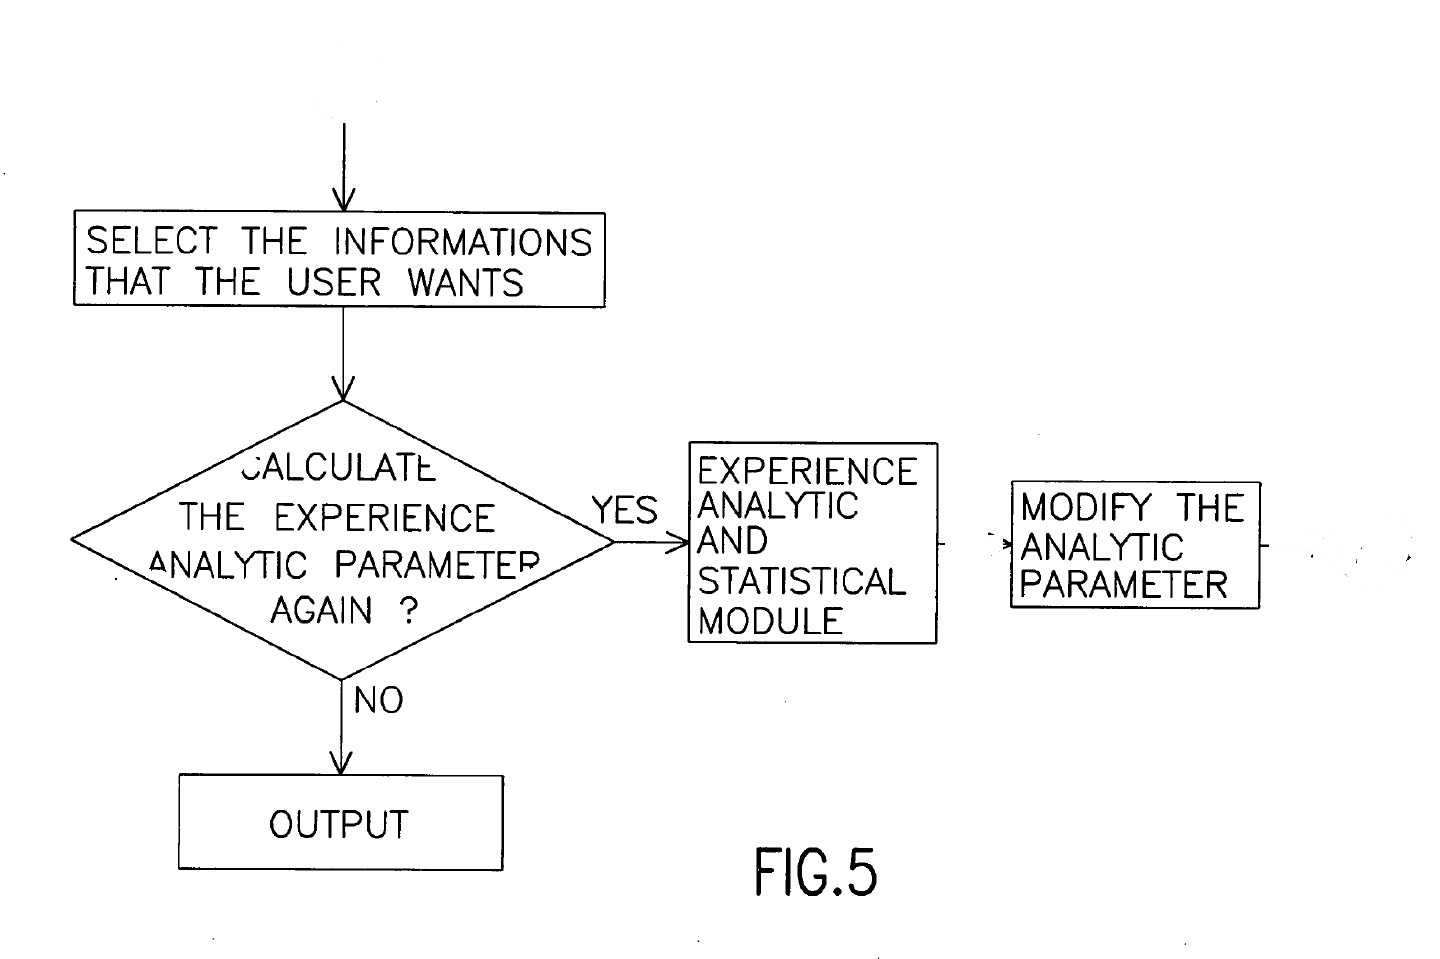 SELECT THE INFORMATIONS
THAT THE USER WANTS
CALCULATE
THE EXPERIENCE
ANALYTIC PARAMETER
AGAIN ?
YES
EXPERIENCE
ANALYTIC
AND
STATISTICAL
MODULE
MODIFY THE
ANALYTIC
PARAMETER
NO
OUTPUT
FIG.5